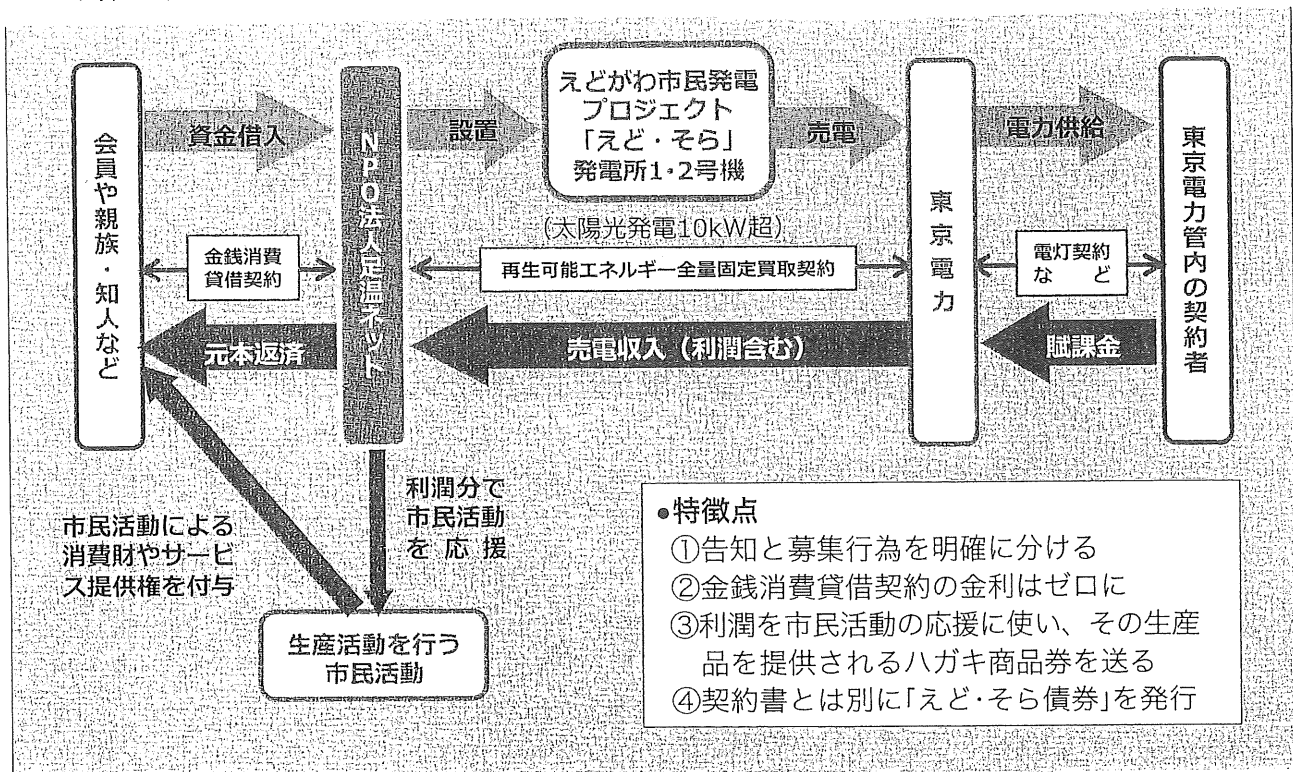 会員や親族・知人など
資金借入
NPO法人足温ネット
設置
えどがわ市民発電
プロジェクト
「えど・そら」
発電所1・2号機
売電
東京電力
電力供給
東京電力管内の契約者
(太陽光発電10kW超)
金銭消費
貸借契約
再生可能エネルギー全量固定買取契約
電灯契約
など
元本返済
売電収入(利潤含む)
賦課金
利潤分で
市民活動
を応援
市民活動による
消費財やサービ
ス提供権を付与
生産活動を行う
市民活動
●特徴点
①告知と募集行為を明確に分ける
②金銭消費貸借契約の金利はゼロに
③利潤を市民活動の応援に使い、その生産
品を提供されるハガキ商品券を送る
④契約書とは別に「えど・そら債券」を発行